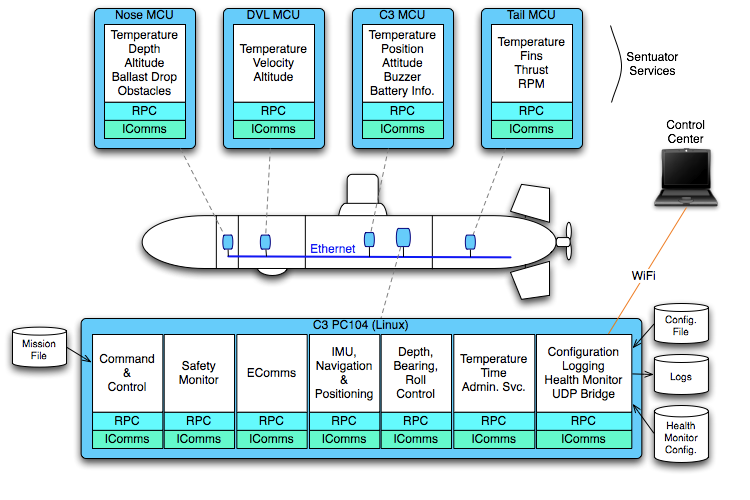 Nose MCU
Temperature
Depth
Altitude
Ballast Drop
Obstacles
RPC
IComms
DVL MCU
Temperature
Velocity
Altitude
RPC
IComms
C3 MCU
Temperature
Position
Attitude
Buzzer
Battery Info.
RPC
IComms
Tail MCU
Temperature
Fins
Thrust
RPM
RPC
IComms
Sentuator
Services
Control
Center
Ethernet
WiFi
C3 PC104 (Linux)
Mission
File
Command
&
Control
RPC
IComms
Safety
Monitor
RPC
IComms
EComms
RPC
IComms
IMU,
Navigation
&
Positioning
RPC
IComms
Depth,
Bearing,
Roll
Control
RPC
IComms
Temperature
Time
Admin. Svc.
RPC
IComms
Configuration
Logging
Health Monitor
UDP Bridge
RPC
IComms
Config.
File
Logs
Health
Monitor
Config.